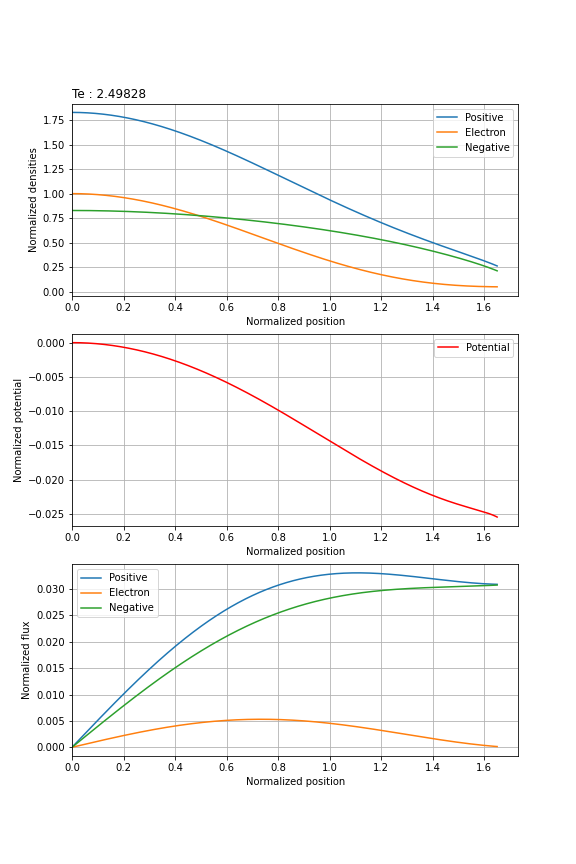 Te : 2.49828
Normalized densities
1.75
1.50
1.25
1.00
0.75
0.50
0.25
0.00
Positive
Electron
Negative
0.0 0.2 0.4 0.6 0.8 1.0 1.2 1.4 1.6
Normalized position
Normalized potential
0.000
−0.005
−0.010
−0.015
−0.020
−0.025
Potential
0.0 0.2 0.4 0.6 0.8 1.0 1.2 1.4 1.6
Normalized position
Normalized flux
0.030
0.025
0.020
0.015
0.010
0.005
0.000
Positive
Electron
Negative
0.0 0.2 0.4 0.6 0.8 1.0 1.2 1.4 1.6
Normalized position